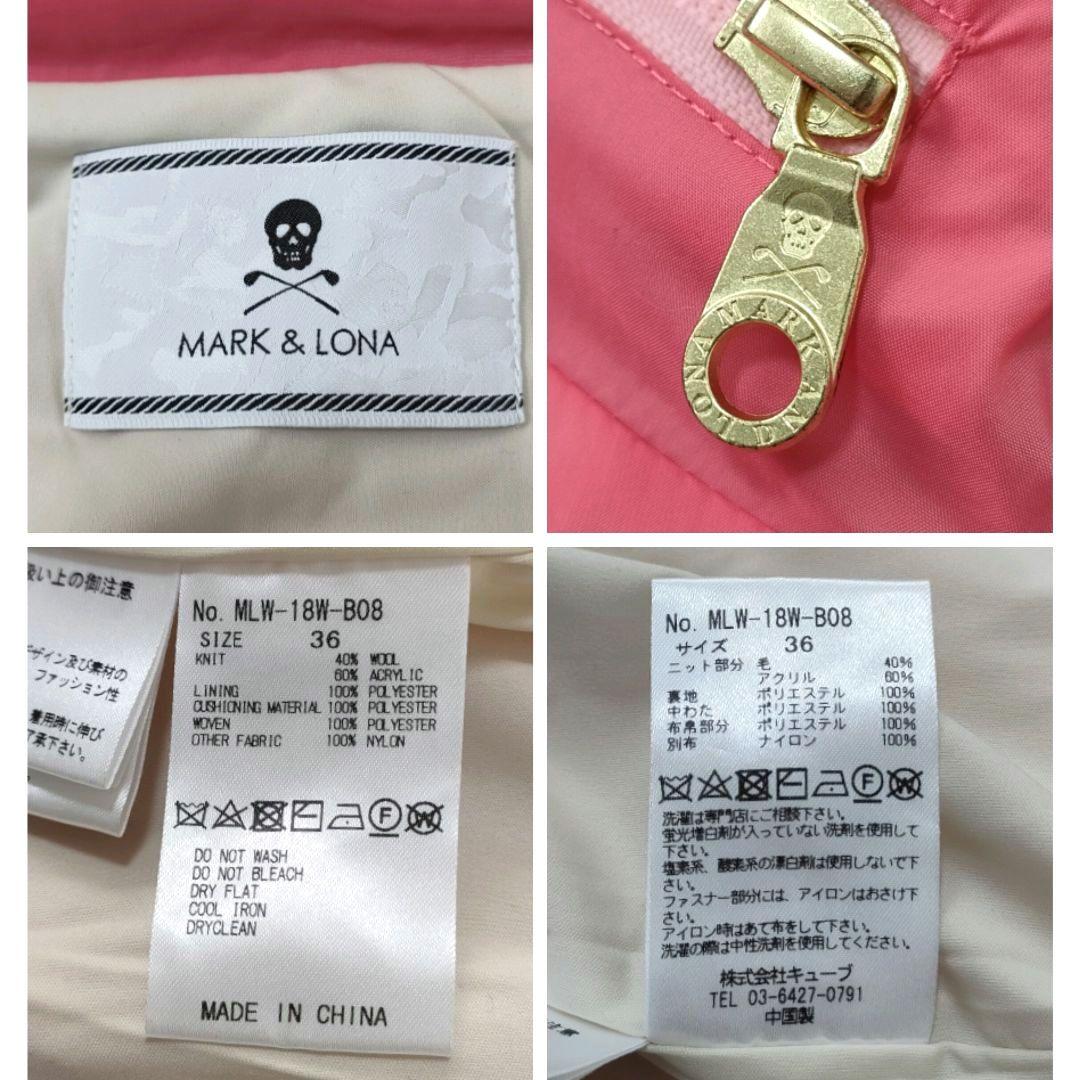 MARK & LONA
MARK AND LONA
扱い上の御注意
デザイン及び素材の
ファッション性
着用時に伸び
了承下さい。
No. MLW-18W-B08
SIZE 36
KNIT 40% WOOL
60% ACRYLIC
LINING 100% POLYESTER
CUSHIONING MATERIAL 100% POLYESTER
WOVEN 100% POLYESTER
OTHER FABRIC 100% NYLON
DO NOT WASH
DO NOT BLEACH
DRY FLAT
COOL IRON
DRYCLEAN
MADE IN CHINA
No. MLW-18W-B08
サイズ 36
ニット部分 毛 40%
アクリル 60%
裏地 ポリエステル 100%
中わた ポリエステル 100%
布帛部分 ポリエステル 100%
別布 ナイロン 100%
洗濯は専門店にご相談下さい。
蛍光増白剤が入っていない洗剤を使用して
下さい。
塩素系、酸素系の漂白剤は使用しないで下
さい。
ファスナー部分には、アイロンはおさけ下
さい。
アイロン時はあて布をして下さい。
洗濯の際は中性洗剤を使用してください。
株式会社キューブ
TEL 03-6427-0791
中国製